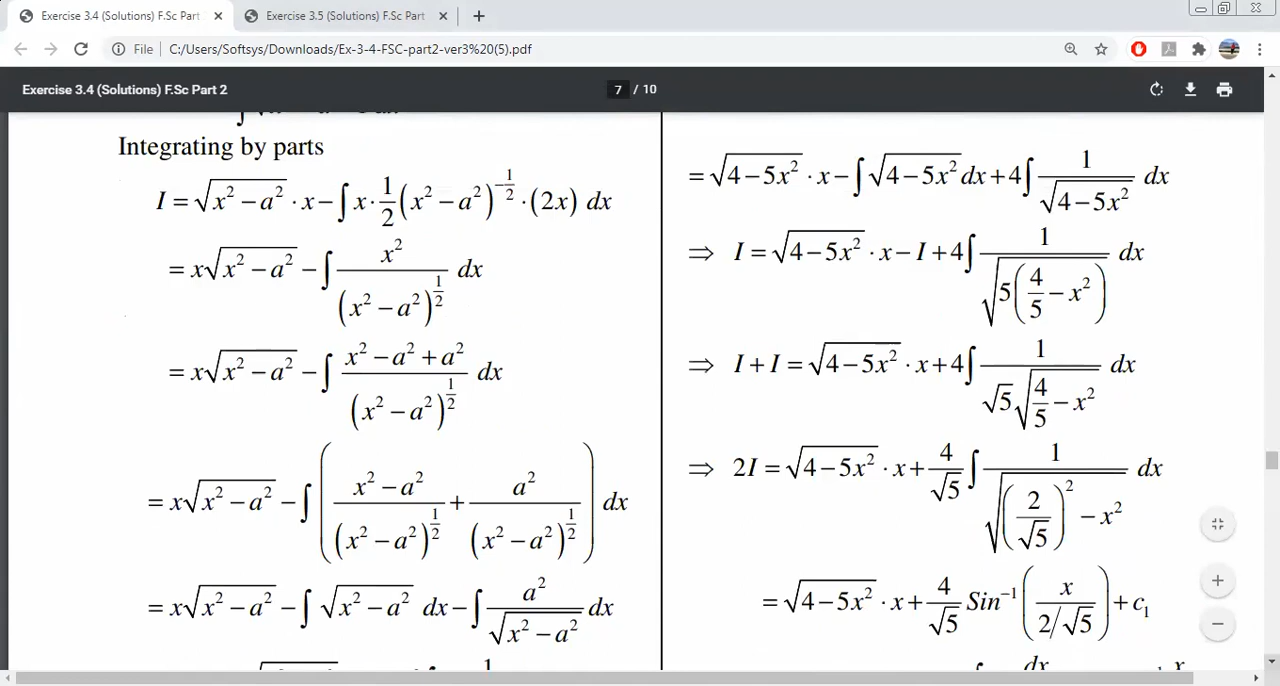 Exercise 3.4 (Solutions) F.Sc Part
Exercise 3.5 (Solutions) F.Sc Part
File | C:/Users/Softsys/Downloads/Ex-3-4-FSC-part2-ver3%20(5).pdf
Exercise 3.4 (Solutions) F.Sc Part 2
7 / 10
Integrating by parts
I = √(x² − a²) · x − ∫ x · 1/2 (x² − a²)^(−1/2) · (2x) dx
= x√(x² − a²) − ∫ x² / (x² − a²)^(1/2) dx
= x√(x² − a²) − ∫ (x² − a² + a²) / (x² − a²)^(1/2) dx
= x√(x² − a²) − ∫ ( (x² − a²) / (x² − a²)^(1/2) + a² / (x² − a²)^(1/2) ) dx
= x√(x² − a²) − ∫ √(x² − a²) dx − ∫ a² / √(x² − a²) dx
= √(4 − 5x²) · x − ∫ √(4 − 5x²) dx + 4∫ 1 / √(4 − 5x²) dx
⇒ I = √(4 − 5x²) · x − I + 4∫ 1 / √(5(4/5 − x²)) dx
⇒ I + I = √(4 − 5x²) · x + 4∫ 1 / (√5 √(4/5 − x²)) dx
⇒ 2I = √(4 − 5x²) · x + 4/√5 ∫ 1 / √((2/√5)² − x²) dx
= √(4 − 5x²) · x + 4/√5 Sin⁻¹(x / (2/√5)) + c₁